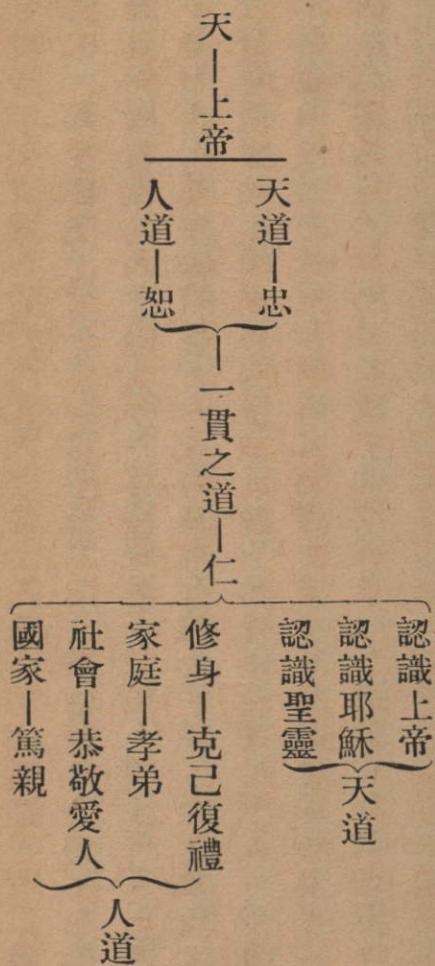 天—上帝
天道—忠
人道—恕
一貫之道—仁
認識上帝
認識耶穌
認識聖靈
天道
修身—克己復禮
家庭—孝弟
社會—恭敬愛人
國家—篤親
人道